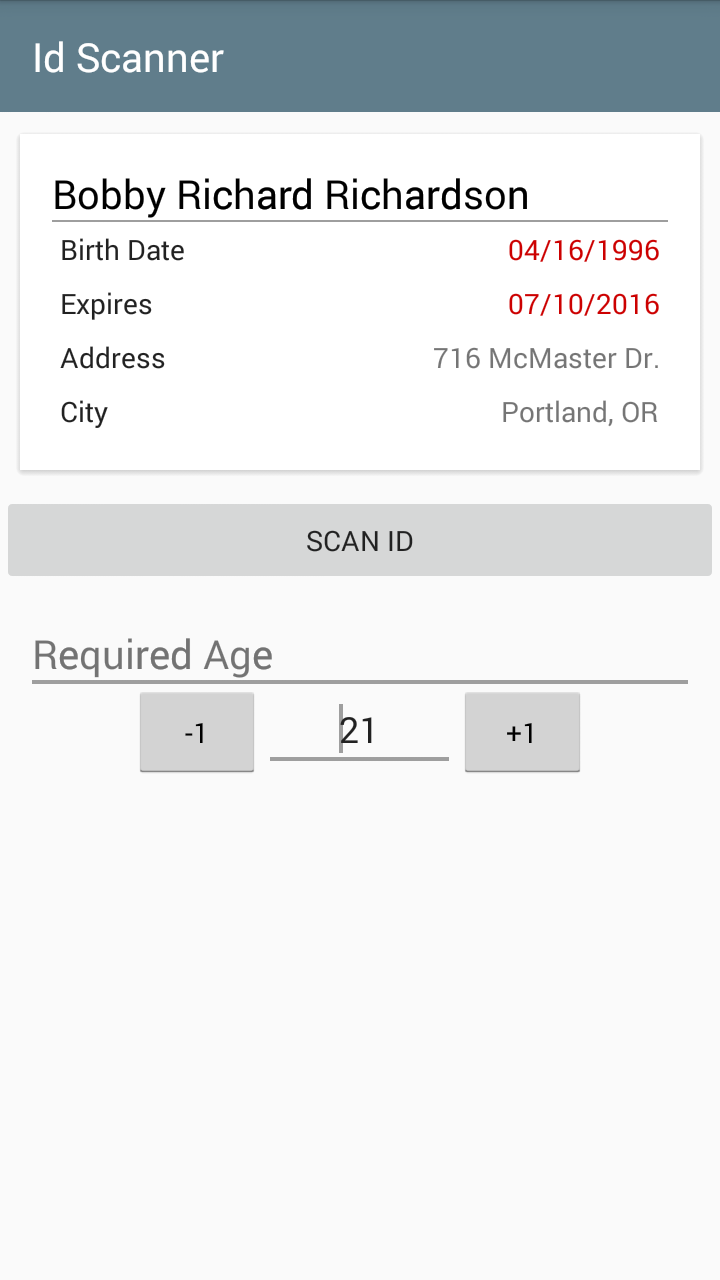 Id Scanner
Bobby Richard Richardson
Birth Date 04/16/1996
Expires 07/10/2016
Address 716 McMaster Dr.
City Portland, OR
SCAN ID
Required Age
-1 21 +1